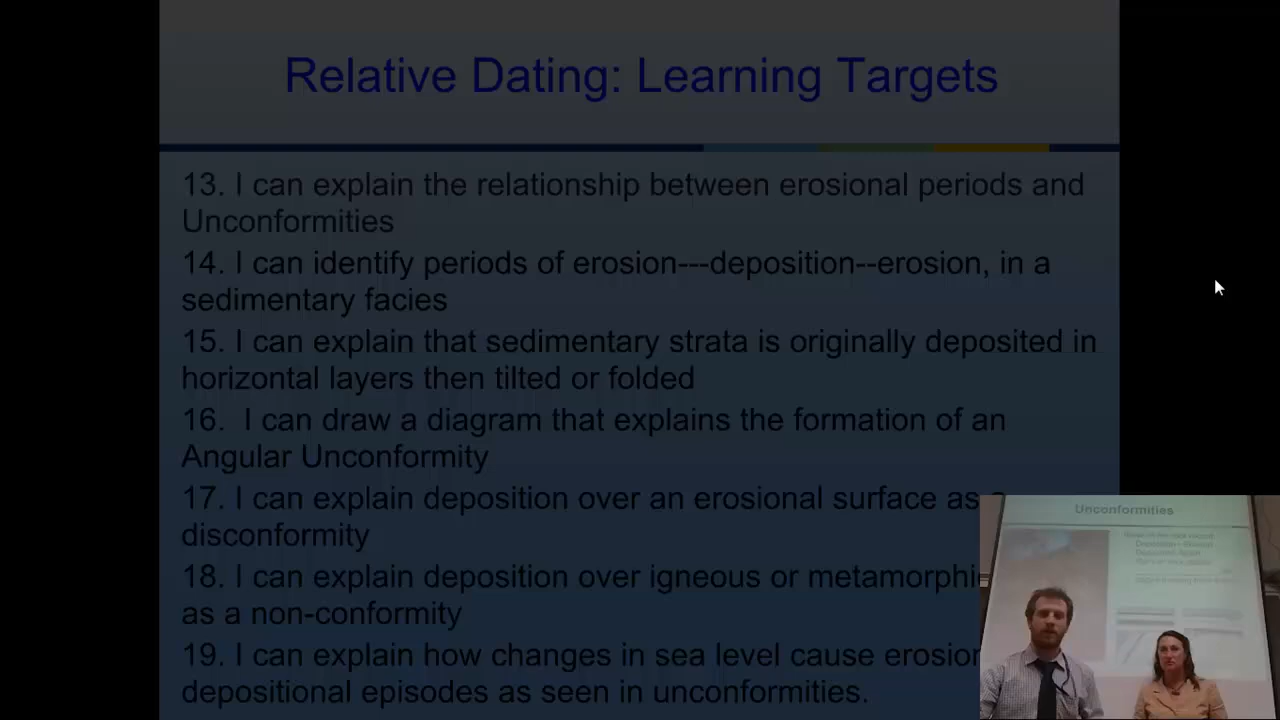 Relative Dating: Learning Targets
13. I can explain the relationship between erosional periods and
Unconformities
14. I can identify periods of erosion---deposition--erosion, in a
sedimentary facies
15. I can explain that sedimentary strata is originally deposited in
horizontal layers then tilted or folded
16.  I can draw a diagram that explains the formation of an
Angular Unconformity
17. I can explain deposition over an erosional surface as a
disconformity
18. I can explain deposition over igneous or
as a non-conformity
19. I can explain how changes in sea level cause
depositional episodes as seen in unconformities.
Unconformities